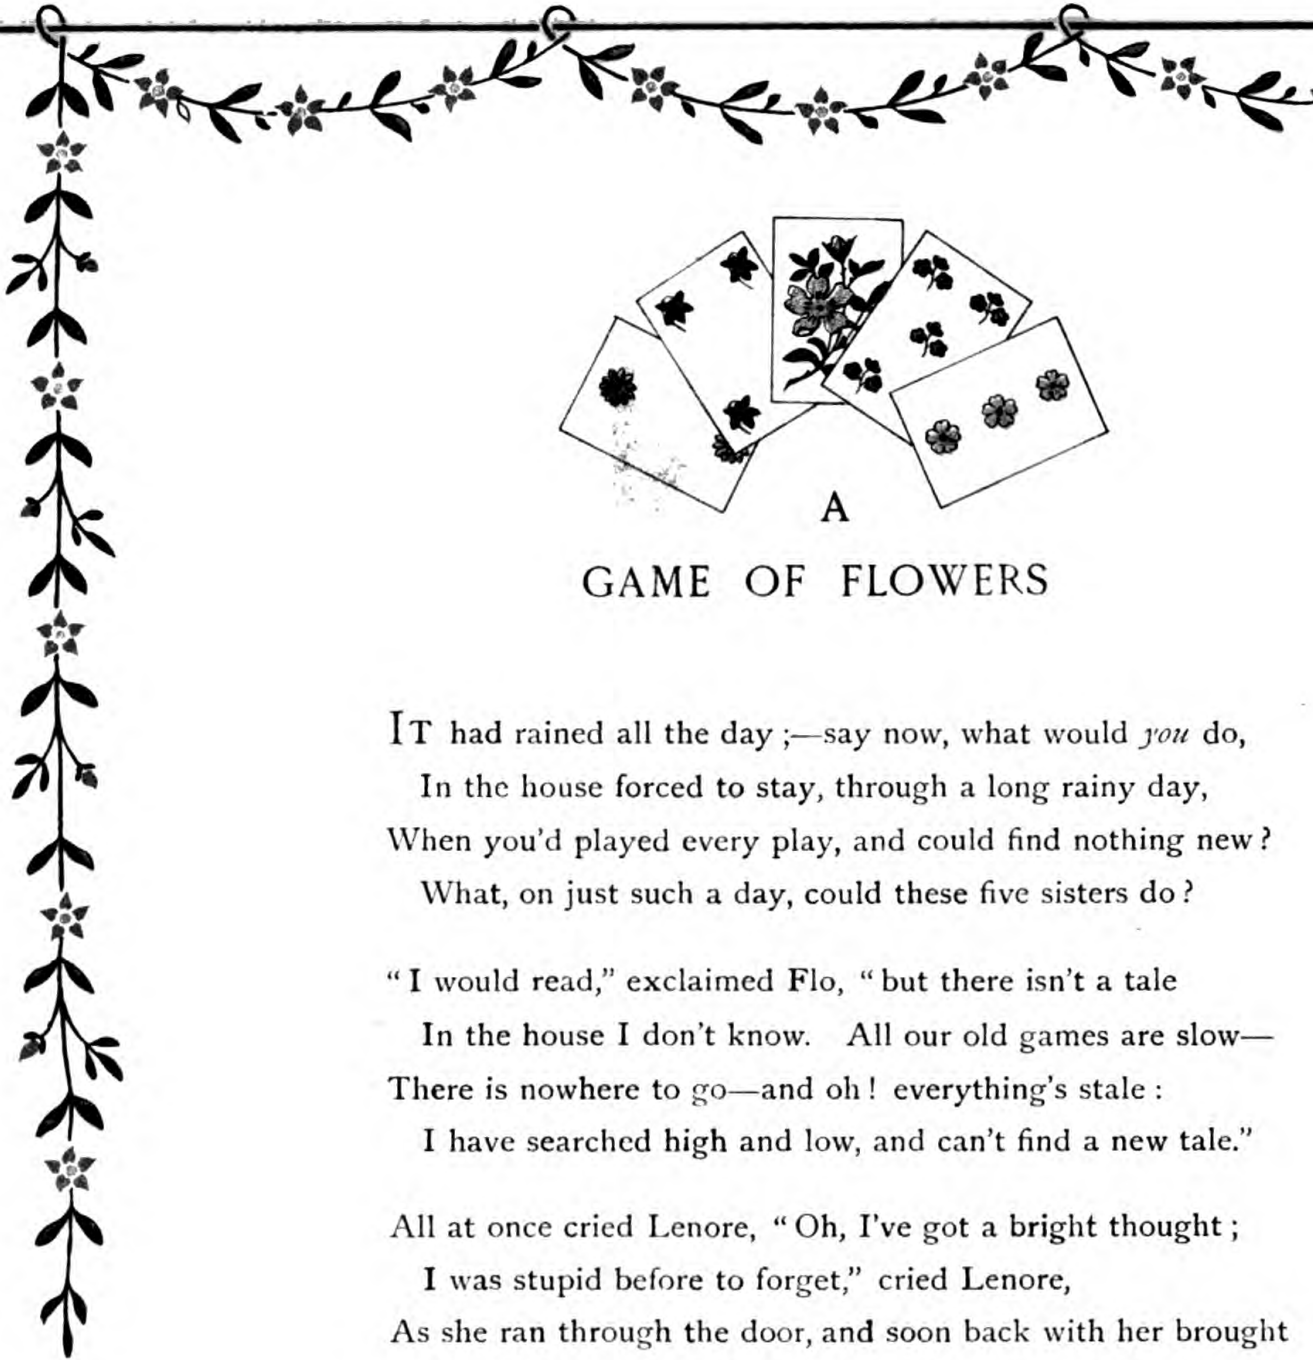 A
GAME OF FLOWERS
IT had rained all the day ;—say now, what would you do,
In the house forced to stay, through a long rainy day,
When you'd played every play, and could find nothing new?
What, on just such a day, could these five sisters do?
“I would read,” exclaimed Flo, “but there isn't a tale
In the house I don't know. All our old games are slow—
There is nowhere to go—and oh! everything's stale :
I have searched high and low, and can't find a new tale.”
All at once cried Lenore, “Oh, I've got a bright thought ;
I was stupid before to forget,” cried Lenore,
As she ran through the door, and soon back with her brought